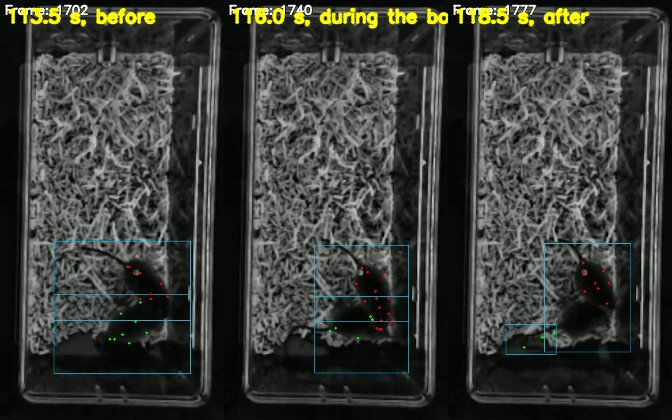 Frame: 1702
113.5 s, before
Frame: 1740
116.0 s, during the bo
Frame: 1777
118.5 s, after